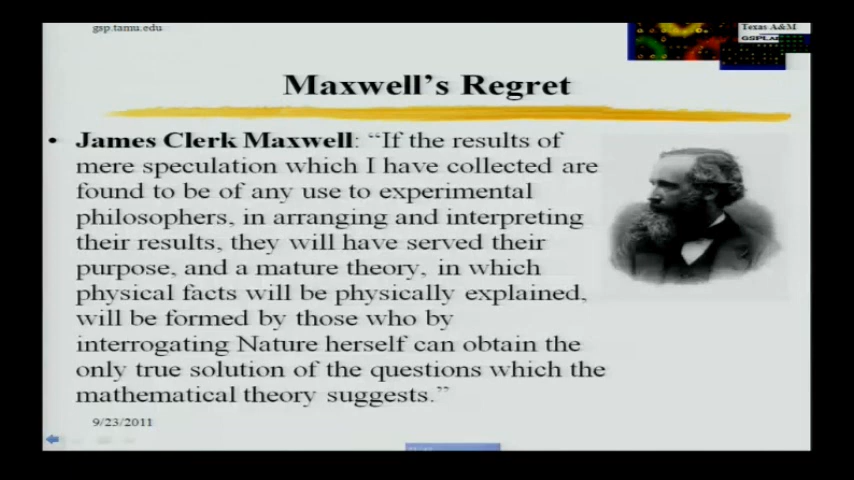 gsp.tamu.edu
Texas A&M
Maxwell's Regret
• James Clerk Maxwell: “If the results of
mere speculation which I have collected are
found to be of any use to experimental
philosophers, in arranging and interpreting
their results, they will have served their
purpose, and a mature theory, in which
physical facts will be physically explained,
will be formed by those who by
interrogating Nature herself can obtain the
only true solution of the questions which the
mathematical theory suggests.”
9/23/2011